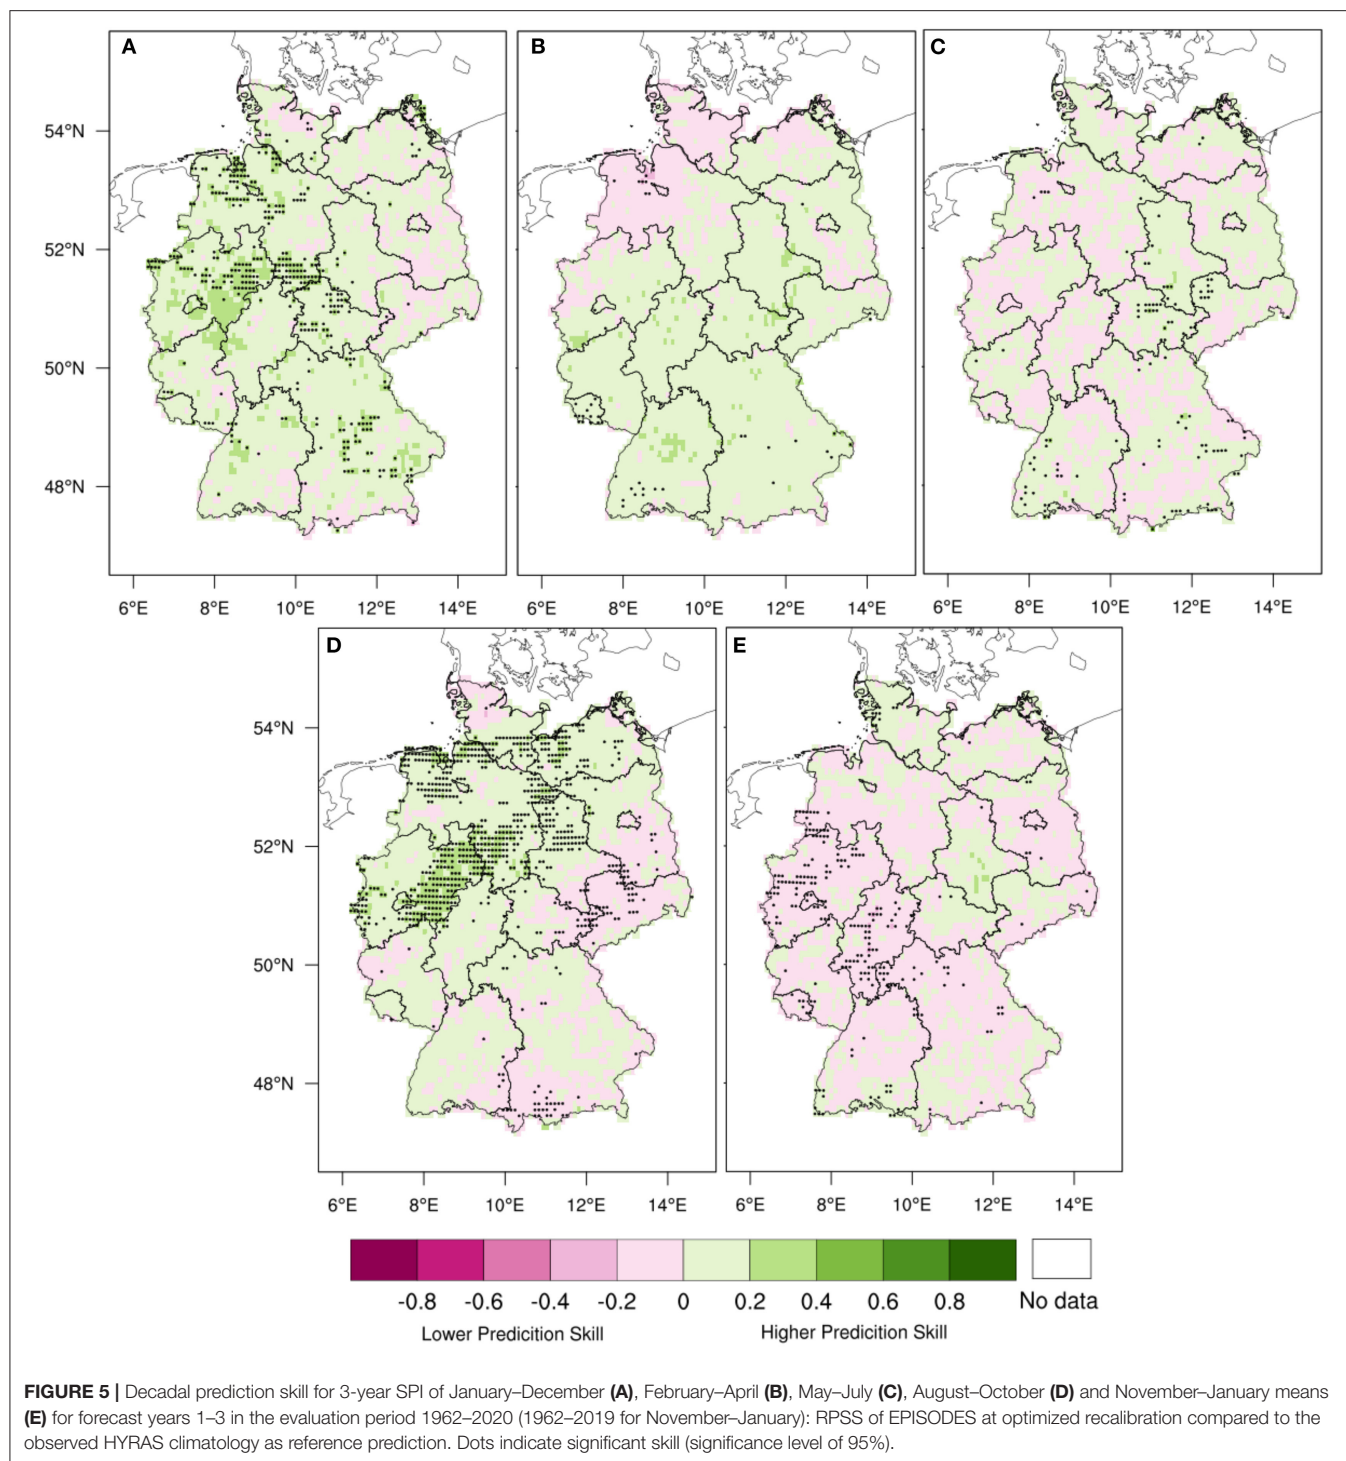 A
B
C
54°N
52°N
50°N
48°N
6°E 8°E 10°E 12°E 14°E 6°E 8°E 10°E 12°E 14°E 6°E 8°E 10°E 12°E 14°E
D
E
54°N
52°N
50°N
48°N
6°E 8°E 10°E 12°E 14°E 6°E 8°E 10°E 12°E 14°E
-0.8 -0.6 -0.4 -0.2 0 0.2 0.4 0.6 0.8 No data
Lower Predicition Skill Higher Predicition Skill
FIGURE 5 | Decadal prediction skill for 3-year SPI of January–December (A), February–April (B), May–July (C), August–October (D) and November–January means
(E) for forecast years 1–3 in the evaluation period 1962–2020 (1962–2019 for November–January): RPSS of EPISODES at optimized recalibration compared to the
observed HYRAS climatology as reference prediction. Dots indicate significant skill (significance level of 95%).